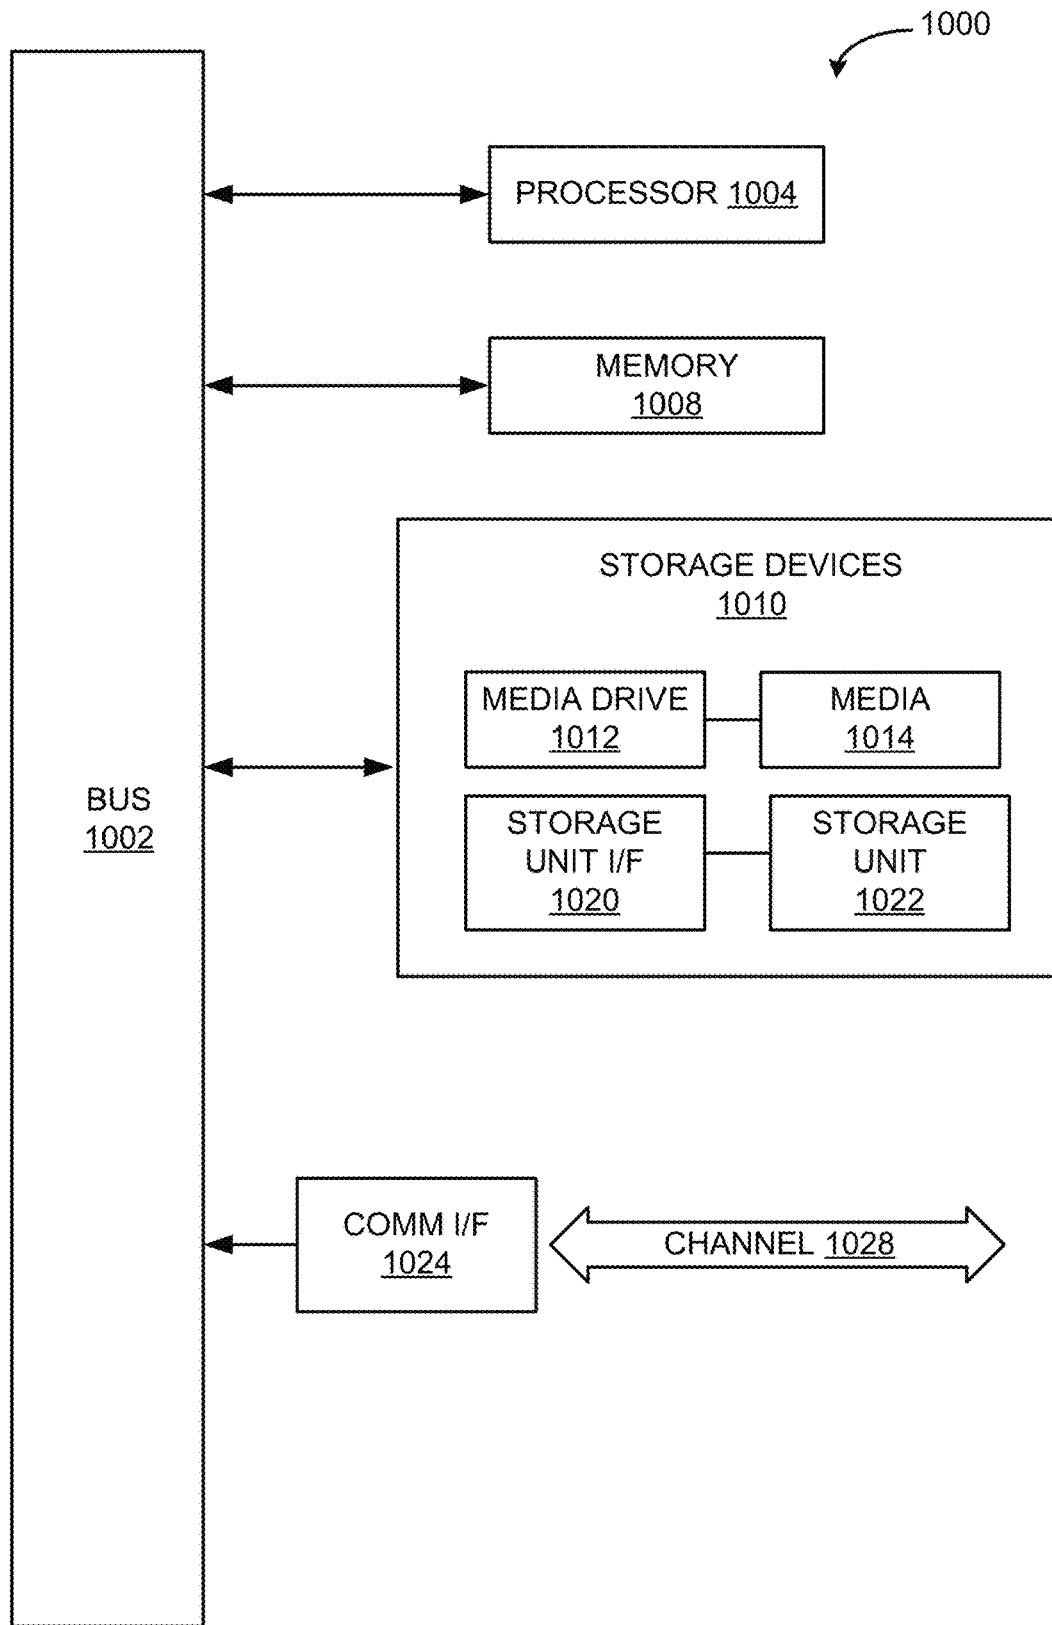 1000
PROCESSOR 1004
MEMORY
1008
STORAGE DEVICES
1010
MEDIA DRIVE
1012
MEDIA
1014
BUS
1002
STORAGE
UNIT I/F
1020
STORAGE
UNIT
1022
COMM I/F
1024
CHANNEL 1028